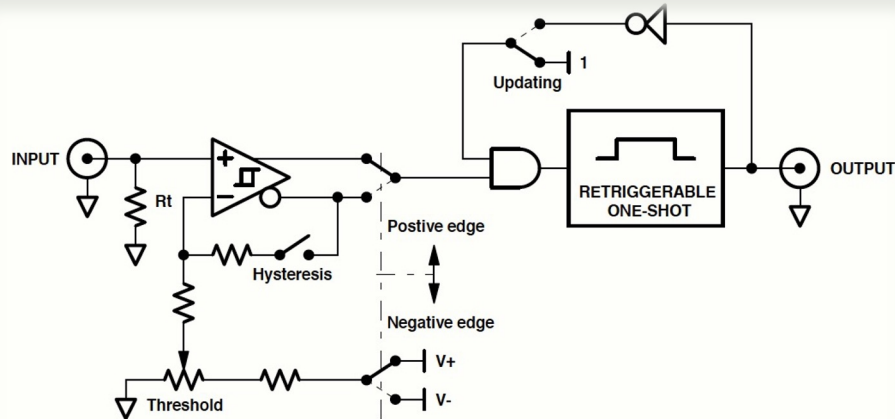 Updating
1
INPUT
OUTPUT
+
Rt
−
RETRIGGERABLE
ONE-SHOT
Postive edge
Hysteresis
Negative edge
V+
V-
Threshold